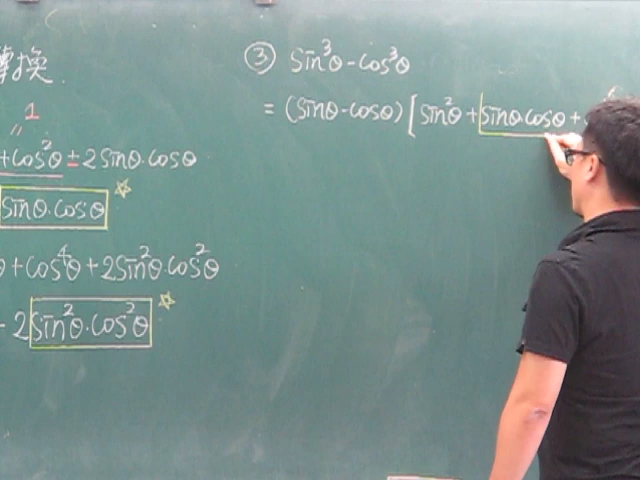 轉換.
1
"
+cos²θ ± 2sinθ·cosθ
sinθ·cosθ ☆
θ+cos⁴θ+2sin²θ·cos²θ
- 2sin²θ·cos²θ ☆
③ sin³θ-cos³θ
= (sinθ-cosθ)[sin²θ+sinθ·cosθ+